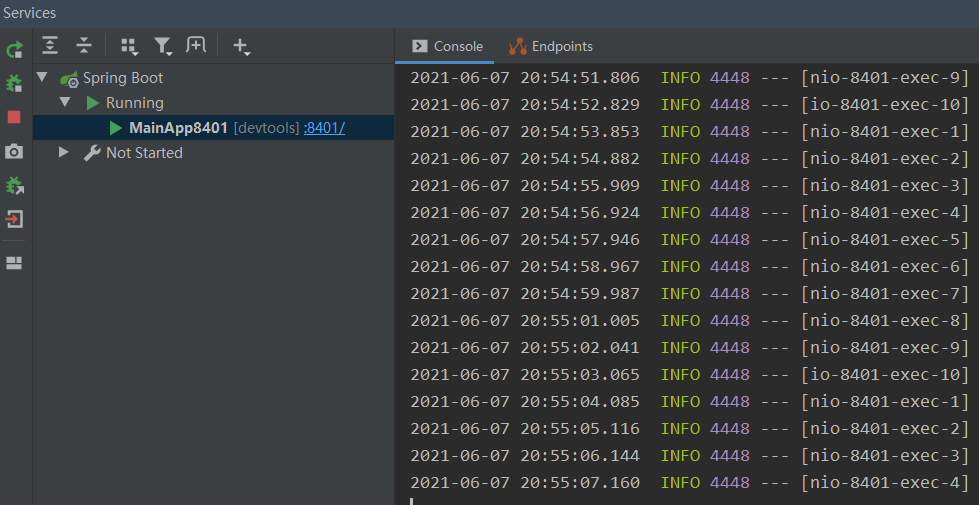 Services
Spring Boot
Running
MainApp8401 [devtools] :8401/
Not Started
Console Endpoints
2021-06-07 20:54:51.806 INFO 4448 --- [nio-8401-exec-9]
2021-06-07 20:54:52.829 INFO 4448 --- [io-8401-exec-10]
2021-06-07 20:54:53.853 INFO 4448 --- [nio-8401-exec-1]
2021-06-07 20:54:54.882 INFO 4448 --- [nio-8401-exec-2]
2021-06-07 20:54:55.909 INFO 4448 --- [nio-8401-exec-3]
2021-06-07 20:54:56.924 INFO 4448 --- [nio-8401-exec-4]
2021-06-07 20:54:57.946 INFO 4448 --- [nio-8401-exec-5]
2021-06-07 20:54:58.967 INFO 4448 --- [nio-8401-exec-6]
2021-06-07 20:54:59.987 INFO 4448 --- [nio-8401-exec-7]
2021-06-07 20:55:01.005 INFO 4448 --- [nio-8401-exec-8]
2021-06-07 20:55:02.041 INFO 4448 --- [nio-8401-exec-9]
2021-06-07 20:55:03.065 INFO 4448 --- [io-8401-exec-10]
2021-06-07 20:55:04.085 INFO 4448 --- [nio-8401-exec-1]
2021-06-07 20:55:05.116 INFO 4448 --- [nio-8401-exec-2]
2021-06-07 20:55:06.144 INFO 4448 --- [nio-8401-exec-3]
2021-06-07 20:55:07.160 INFO 4448 --- [nio-8401-exec-4]